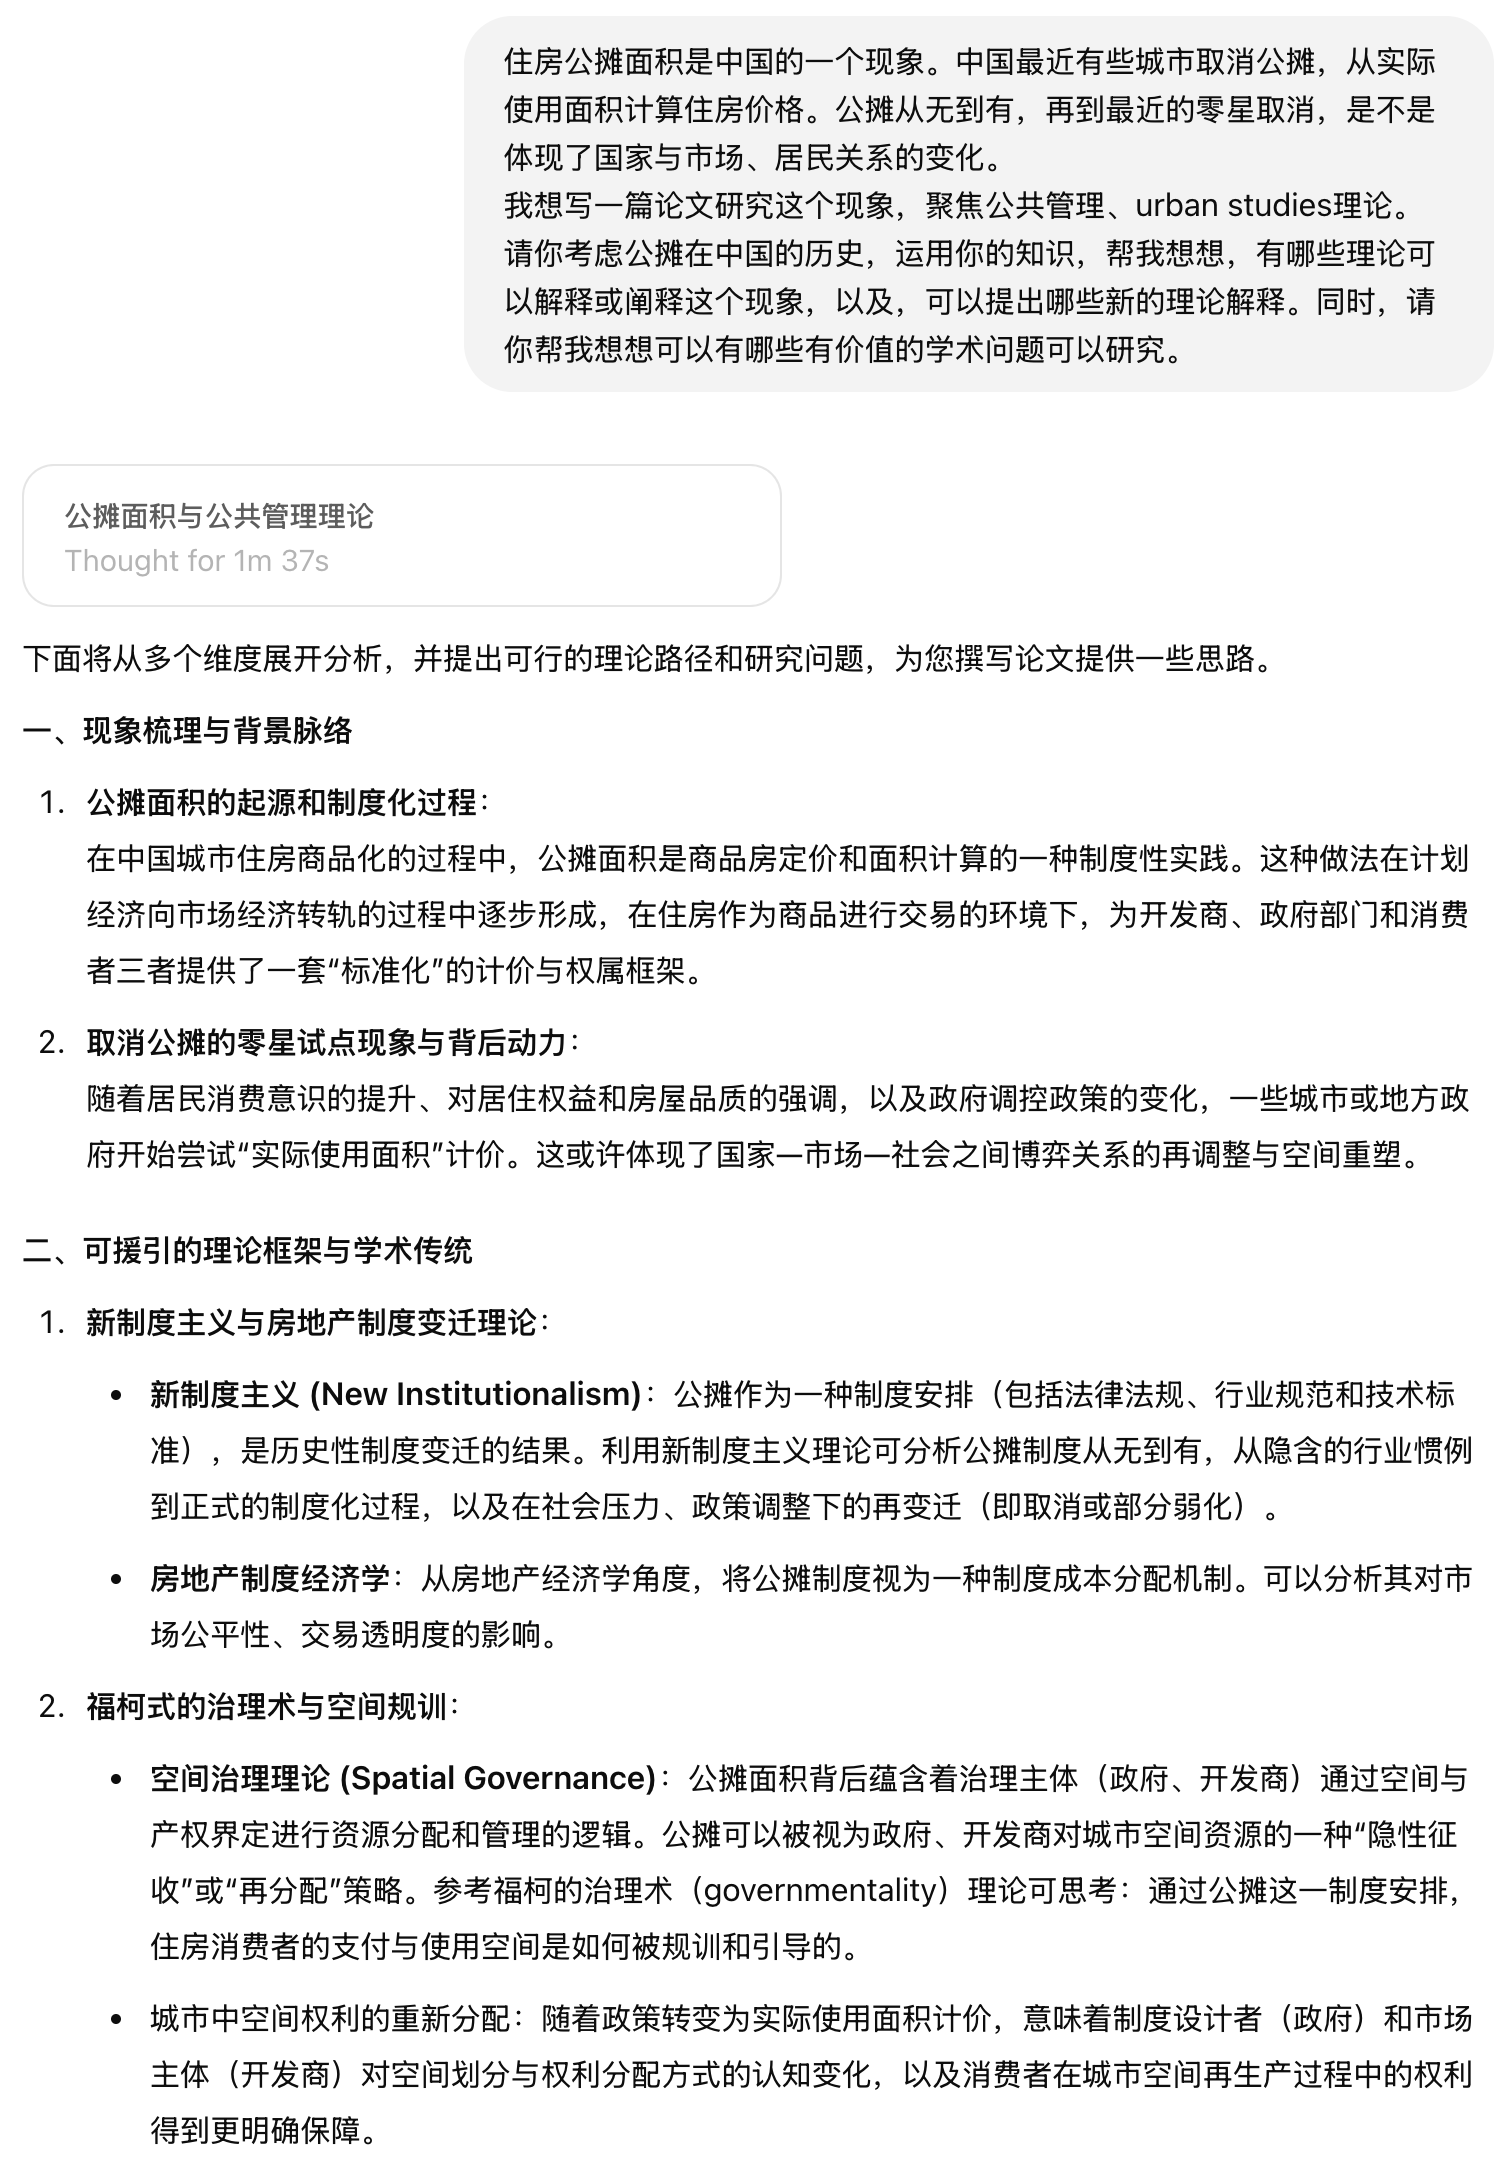 住房公摊面积是中国的一个现象。中国最近有些城市取消公摊，从实际
使用面积计算住房价格。公摊从无到有，再到最近的零星取消，是不是
体现了国家与市场、居民关系的变化。
我想写一篇论文研究这个现象，聚焦公共管理、urban studies理论。
请你考虑公摊在中国的历史，运用你的知识，帮我想想，有哪些理论可
以解释或阐释这个现象，以及，可以提出哪些新的理论解释。同时，请
你帮我想想可以有哪些有价值的学术问题可以研究。
公摊面积与公共管理理论
Thought for 1m 37s
下面将从多个维度展开分析，并提出可行的理论路径和研究问题，为您撰写论文提供一些思路。
一、现象梳理与背景脉络
1. 公摊面积的起源和制度化过程：
在中国城市住房商品化的过程中，公摊面积是商品房定价和面积计算的一种制度性实践。这种做法在计划
经济向市场经济转轨的过程中逐步形成，在住房作为商品进行交易的环境下，为开发商、政府部门和消费
者三者提供了一套“标准化”的计价与权属框架。
2. 取消公摊的零星试点现象与背后动力：
随着居民消费意识的提升、对居住权益和房屋品质的强调，以及政府调控政策的变化，一些城市或地方政
府开始尝试“实际使用面积”计价。这或许体现了国家—市场—社会之间博弈关系的再调整与空间重塑。
二、可援引的理论框架与学术传统
1. 新制度主义与房地产制度变迁理论：
• 新制度主义 (New Institutionalism)：公摊作为一种制度安排（包括法律法规、行业规范和技术标
准），是历史性制度变迁的结果。利用新制度主义理论可分析公摊制度从无到有，从隐含的行业惯例
到正式的制度化过程，以及在社会压力、政策调整下的再变迁（即取消或部分弱化）。
• 房地产制度经济学：从房地产经济学角度，将公摊制度视为一种制度成本分配机制。可以分析其对市
场公平性、交易透明度的影响。
2. 福柯式的治理术与空间规训：
• 空间治理理论 (Spatial Governance)：公摊面积背后蕴含着治理主体（政府、开发商）通过空间与
产权界定进行资源分配和管理的逻辑。公摊可以被视为政府、开发商对城市空间资源的一种“隐性征
收”或“再分配”策略。参考福柯的治理术（governmentality）理论可思考：通过公摊这一制度安排，
住房消费者的支付与使用空间是如何被规训和引导的。
• 城市中空间权利的重新分配：随着政策转变为实际使用面积计价，意味着制度设计者（政府）和市场
主体（开发商）对空间划分与权利分配方式的认知变化，以及消费者在城市空间再生产过程中的权利
得到更明确保障。